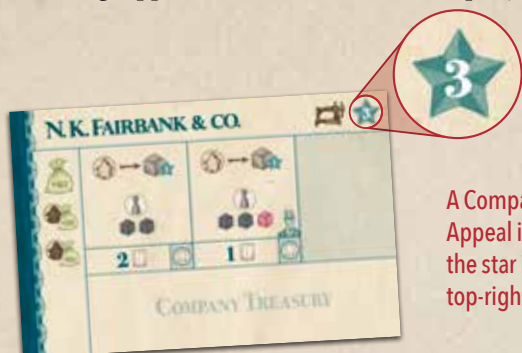 3
N. K. FAIRBANK & CO.
2
1
COMPANY TREASURY
A Compa
Appeal i
the star
top-righ